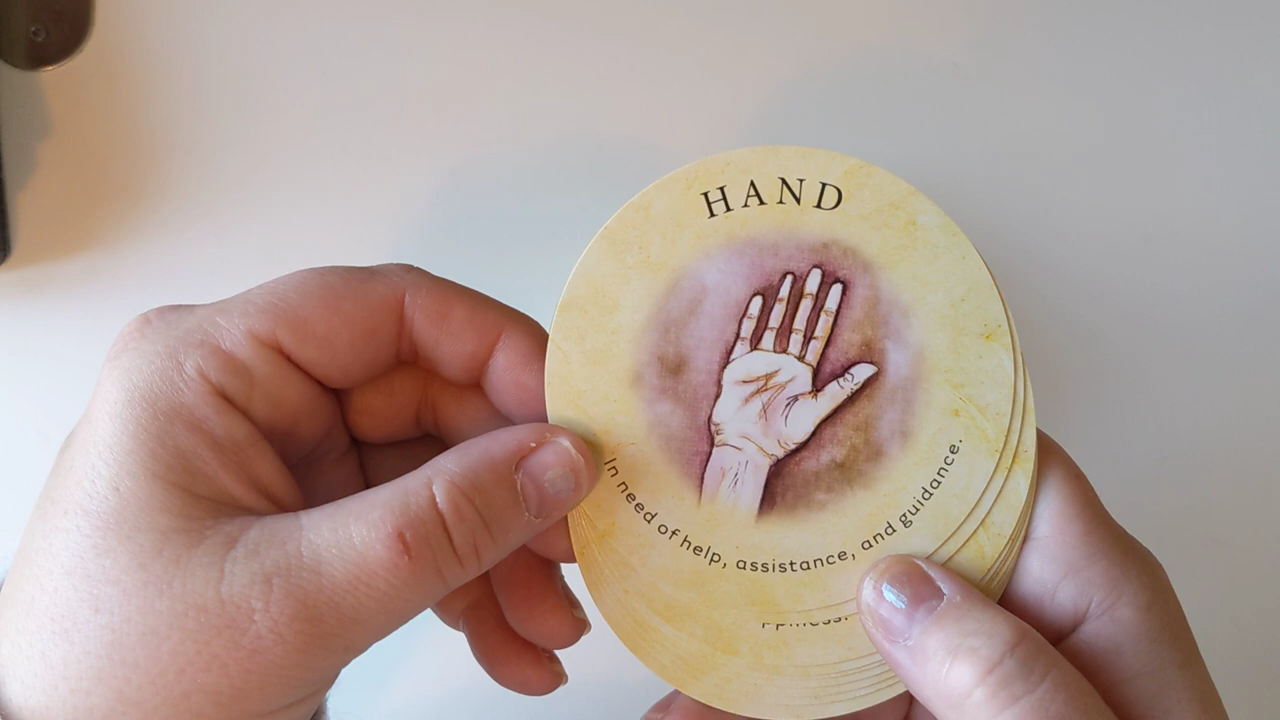 HAND
In need of help, assistance, and guidance.